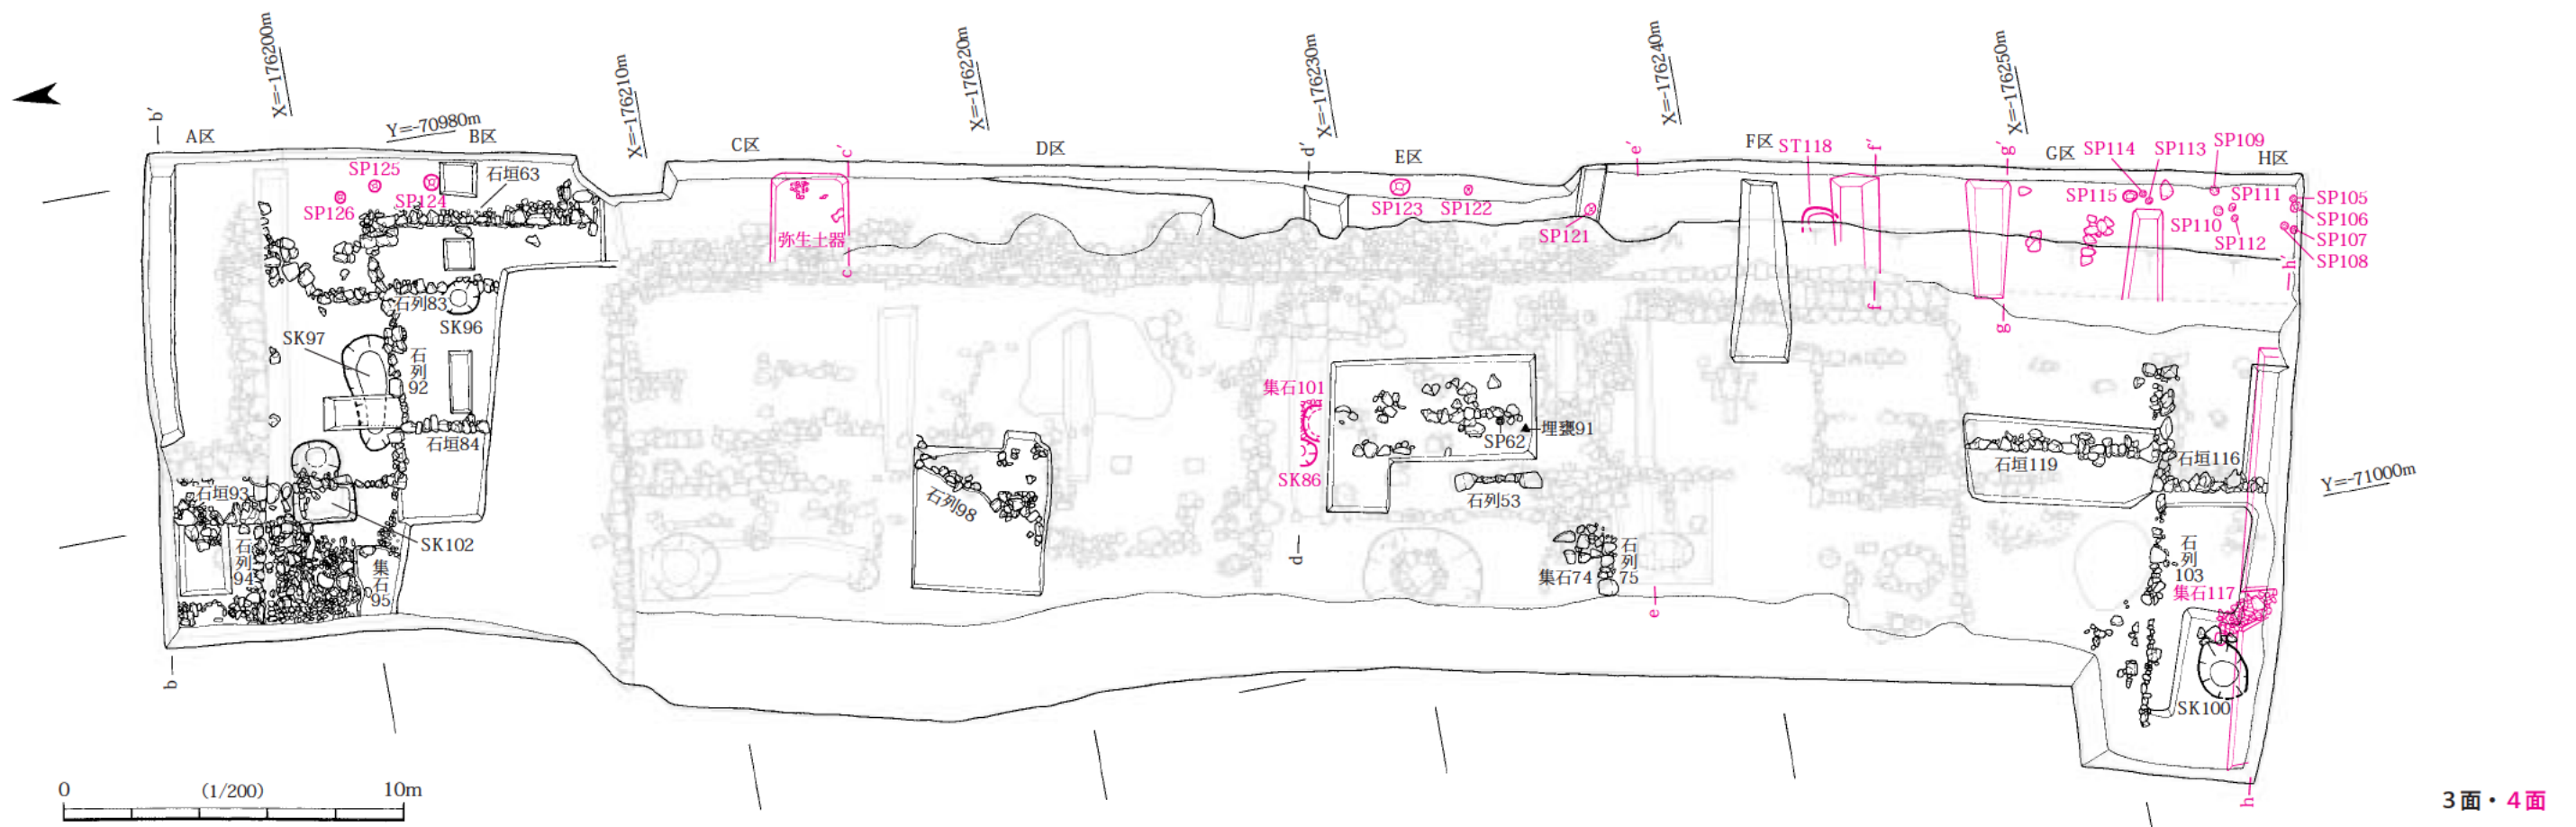 X=-176200m
X=-176210m
X=-176220m
X=-176230m
X=-176240m
X=-176250m
Y=-70980m
b′
A区
B区
C区
c′
D区
d′
E区
e′
F区
ST118
f′
g′
G区
SP114
SP113
SP109
H区
SP125
SP126
SP124
石垣63
SP123
SP122
SP121
SP115
SP111
SP110
SP112
SP105
SP106
SP107
SP108
h′
弥生土器
c
f
g
石列83
SK96
SK97
石列92
石垣84
集石101
SK86
SP62
埋甕91
石列53
石垣119
石垣116
Y=-71000m
石垣93
石列94
集石95
SK102
石列98
d
集石74
石列75
e
石列103
集石117
SK100
b
h
0
(1/200)
10m
3面・4面